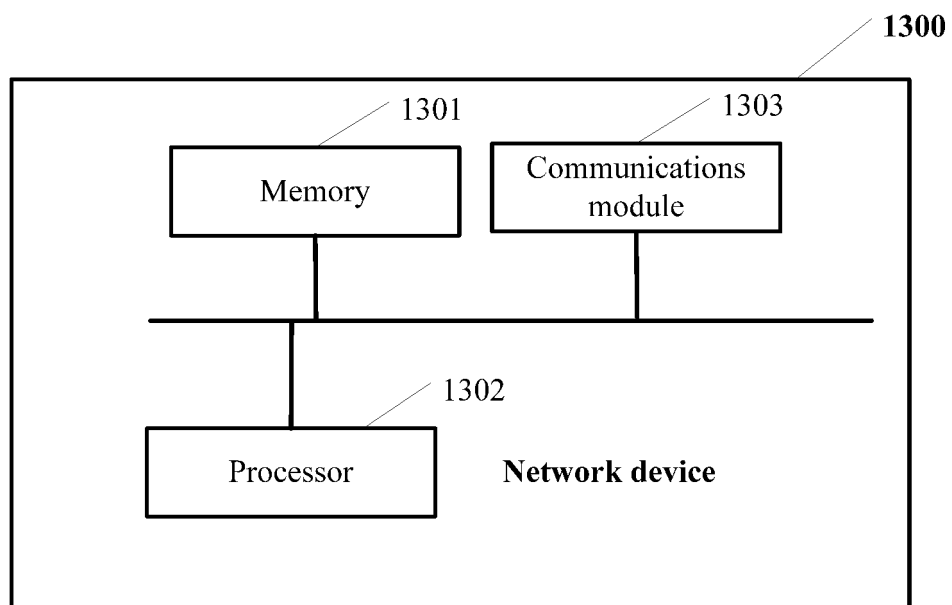 1300
1301
1303
Memory
Communications
module
1302
Processor
Network device